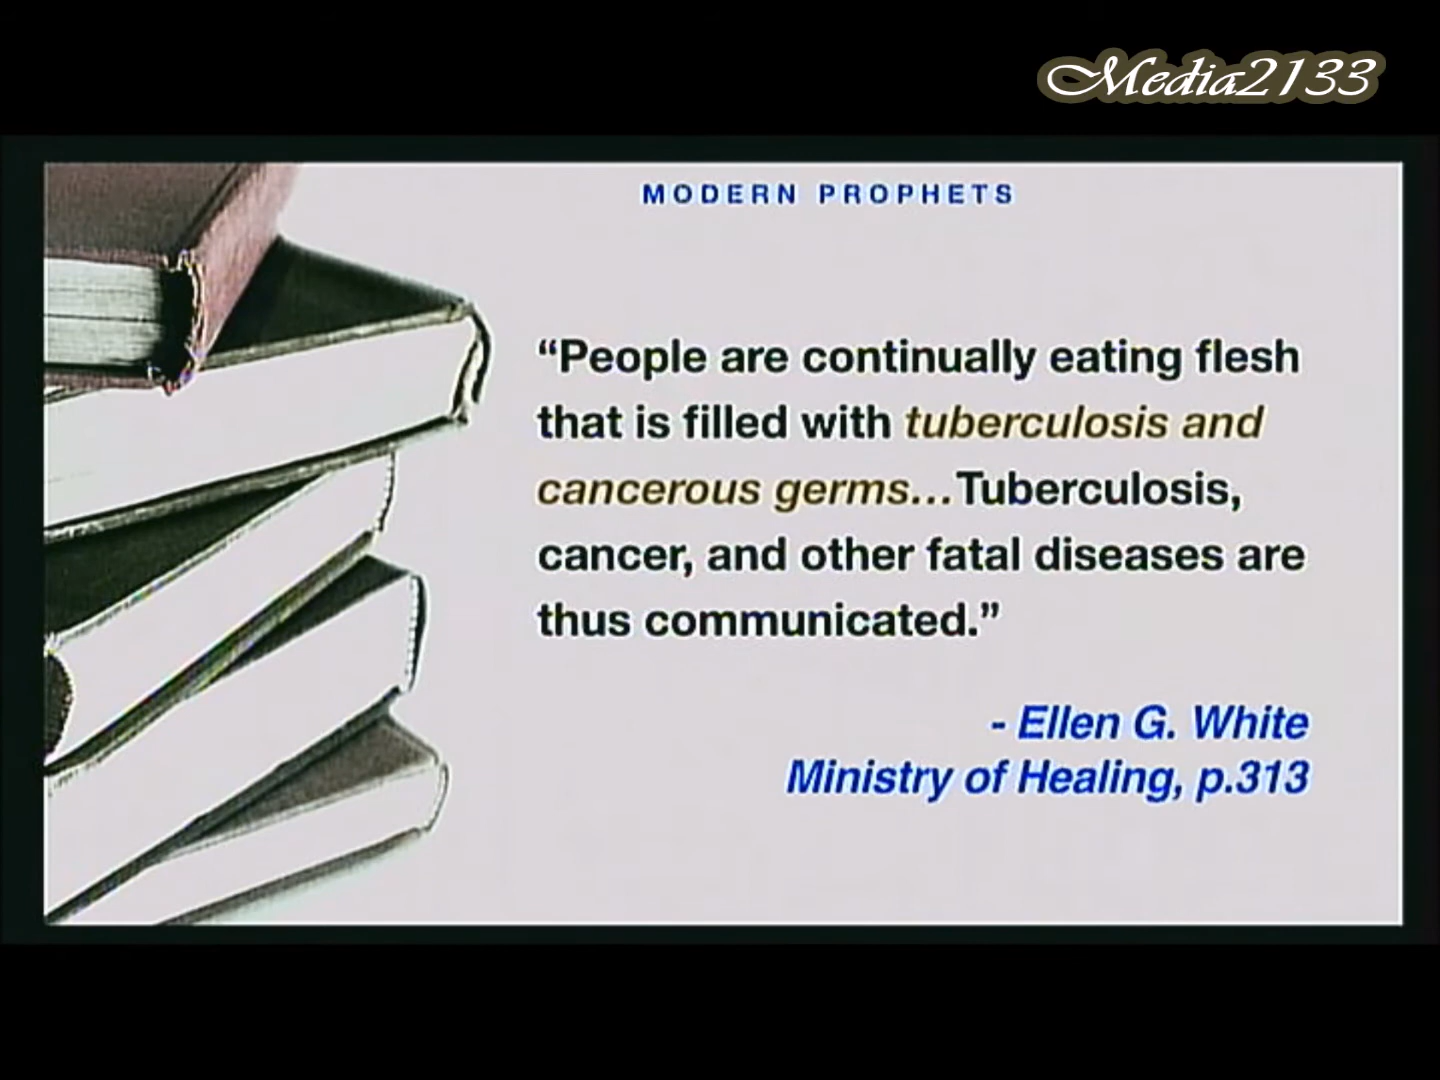 Media2133
MODERN PROPHETS
“People are continually eating flesh
that is filled with tuberculosis and
cancerous germs...Tuberculosis,
cancer, and other fatal diseases are
thus communicated.”
- Ellen G. White
Ministry of Healing, p.313